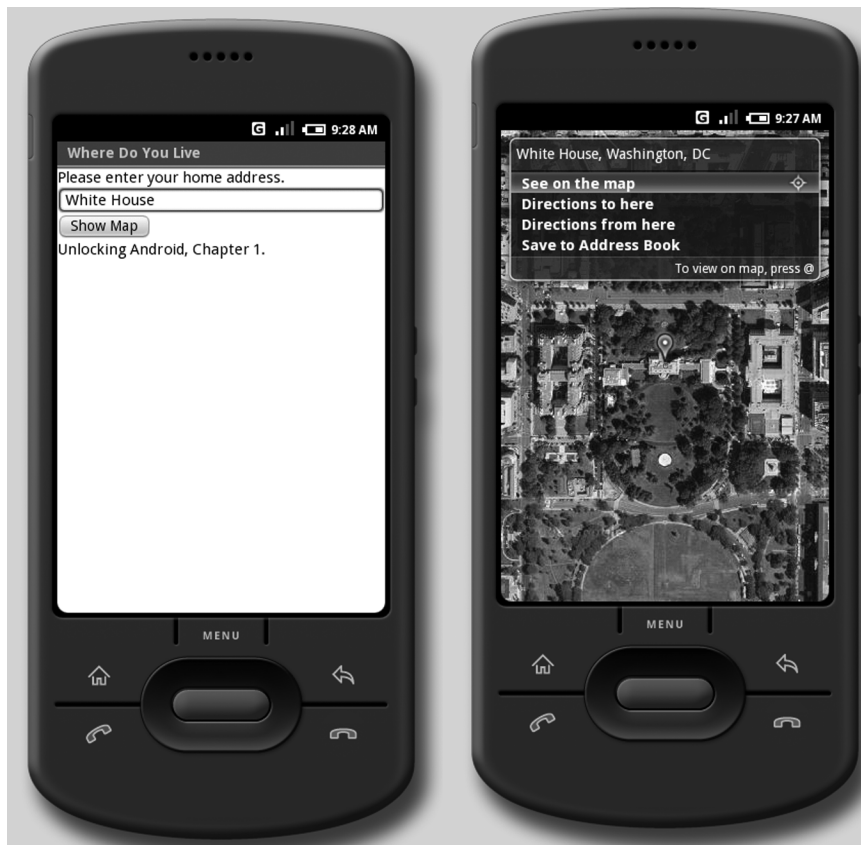 G 9:28 AM
Where Do You Live
Please enter your home address.
White House
Show Map
Unlocking Android, Chapter 1.
MENU
G 9:27 AM
White House, Washington, DC
See on the map
Directions to here
Directions from here
Save to Address Book
To view on map, press @
MENU